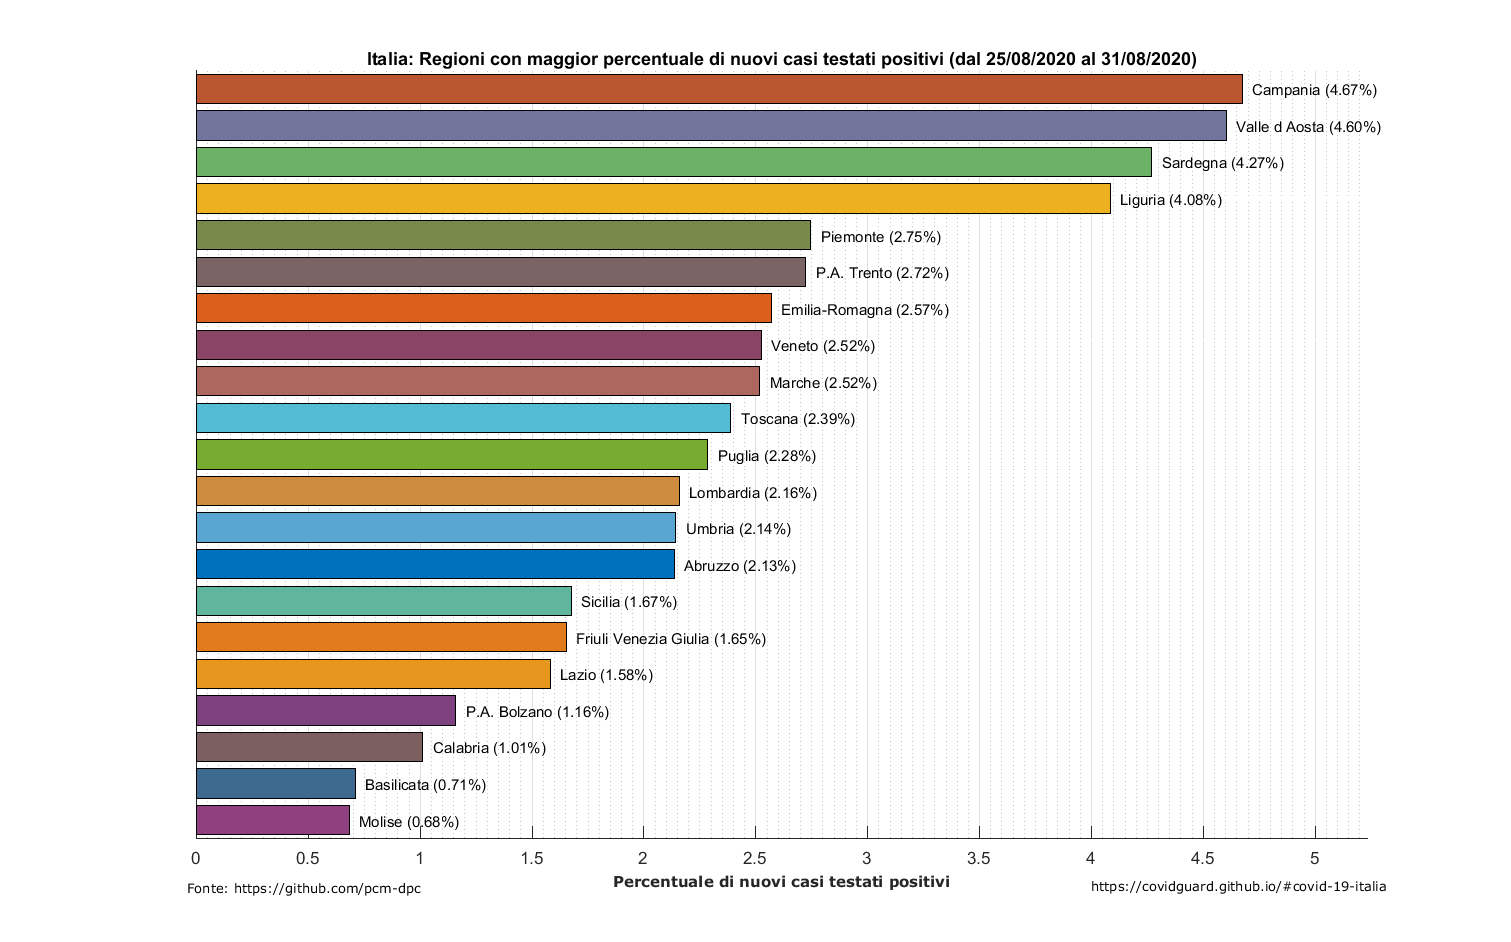 Italia: Regioni con maggior percentuale di nuovi casi testati positivi (dal 25/08/2020 al 31/08/2020)
Campania (4.67%)
Valle d Aosta (4.60%)
Sardegna (4.27%)
Liguria (4.08%)
Piemonte (2.75%)
P.A. Trento (2.72%)
Emilia-Romagna (2.57%)
Veneto (2.52%)
Marche (2.52%)
Toscana (2.39%)
Puglia (2.28%)
Lombardia (2.16%)
Umbria (2.14%)
Abruzzo (2.13%)
Sicilia (1.67%)
Friuli Venezia Giulia (1.65%)
Lazio (1.58%)
P.A. Bolzano (1.16%)
Calabria (1.01%)
Basilicata (0.71%)
Molise (0.68%)
0 0.5 1 1.5 2 2.5 3 3.5 4 4.5 5
Percentuale di nuovi casi testati positivi
Fonte: https://github.com/pcm-dpc
https://covidguard.github.io/#covid-19-italia